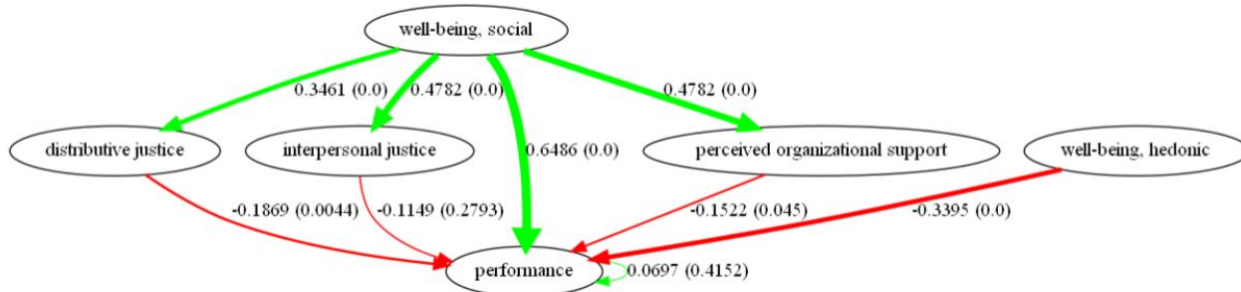 well-being, social
0.3461 (0.0)
0.4782 (0.0)
0.4782 (0.0)
distributive justice
interpersonal justice
0.6486 (0.0)
perceived organizational support
well-being, hedonic
-0.1869 (0.0044)
-0.1149 (0.2793)
-0.1522 (0.045)
-0.3395 (0.0)
performance
0.0697 (0.4152)